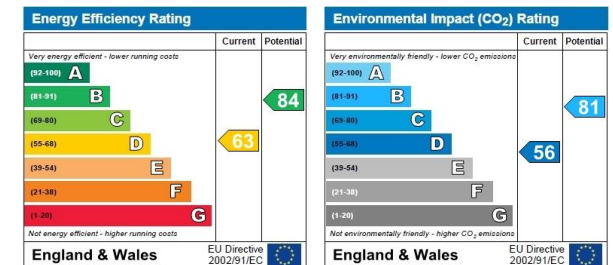 Energy Efficiency Rating
Current Potential
Very energy efficient - lower running costs
(92-100) A
(81-91) B
(69-80) C
(55-68) D
(39-54) E
(21-38) F
(1-20) G
63
84
Not energy efficient - higher running costs
England & Wales
EU Directive
2002/91/EC
Environmental Impact (CO₂) Rating
Current Potential
Very environmentally friendly - lower CO₂ emissions
(92-100) A
(81-91) B
(69-80) C
(55-68) D
(39-54) E
(21-38) F
(1-20) G
56
81
Not environmentally friendly - higher CO₂ emissions
England & Wales
EU Directive
2002/91/EC